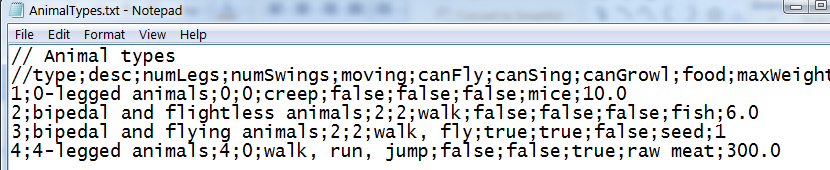 AnimalTypes.txt - Notepad
File Edit Format View Help
// Animal types
//type;desc;numLegs;numSwings;moving;canFly;canSing;canGrowl;food;maxWeight
1;0-legged animals;0;0;creep;false;false;false;mice;10.0
2;bipedal and flightless animals;2;2;walk;false;false;false;fish;6.0
3;bipedal and flying animals;2;2;walk, fly;true;true;false;seed;1
4;4-legged animals;4;0;walk, run, jump;false;false;true;raw meat;300.0